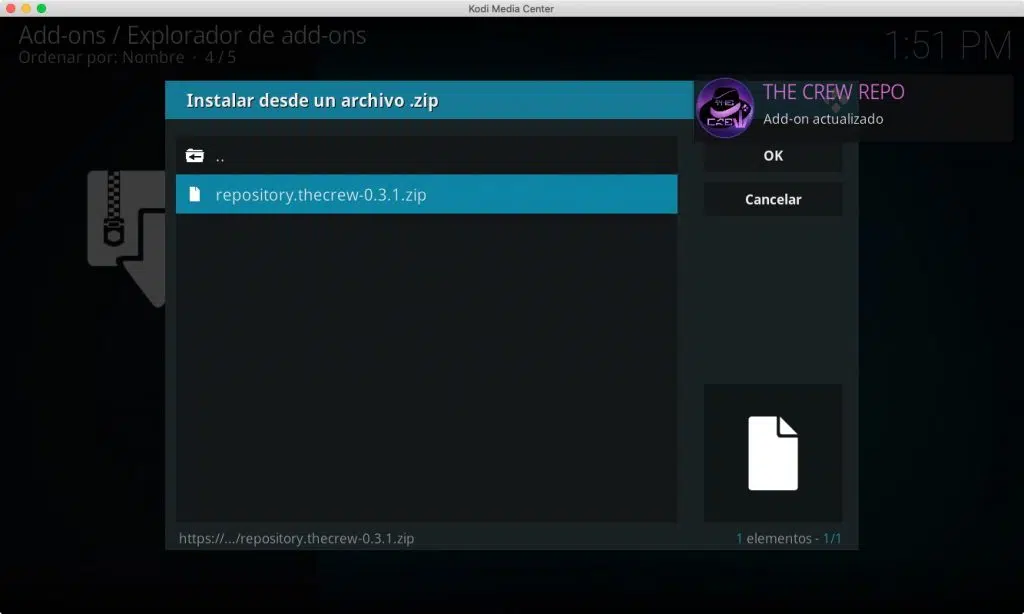 Kodi Media Center
Add-ons / Explorador de add-ons
Ordenar por: Nombre · 4 / 5
1:51 PM
Instalar desde un archivo .zip
THE CREW REPO
Add-on actualizado
THE
CREW
..
OK
repository.thecrew-0.3.1.zip
Cancelar
https://.../repository.thecrew-0.3.1.zip
1 elementos - 1/1